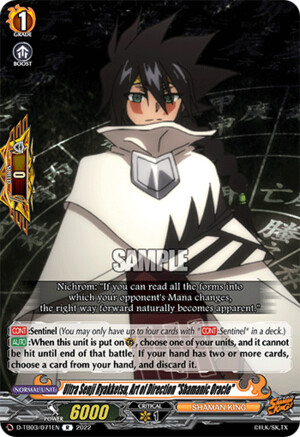 1
GRADE
BOOST
0
SHIELD
SAMPLE
Nichrom: "If you can read all the forms into
which your opponent's Mana changes,
the right way forward naturally becomes apparent."
CONT:Sentinel (You may only have up to four cards with "CONT:Sentinel" in a deck.)
AUTO:When this unit is put on GC, choose one of your units, and it cannot
be hit until end of battle. If your hand has two or more cards,
choose a card from your hand, and discard it.
NORMAL UNIT
Ultra Senji Ryakketsu, Art of Direction "Shamanic Oracle"
POWER
6000
CRITICAL
1
SHAMAN KING
D-TB03/071EN R 2022
©H.K./SK.TX